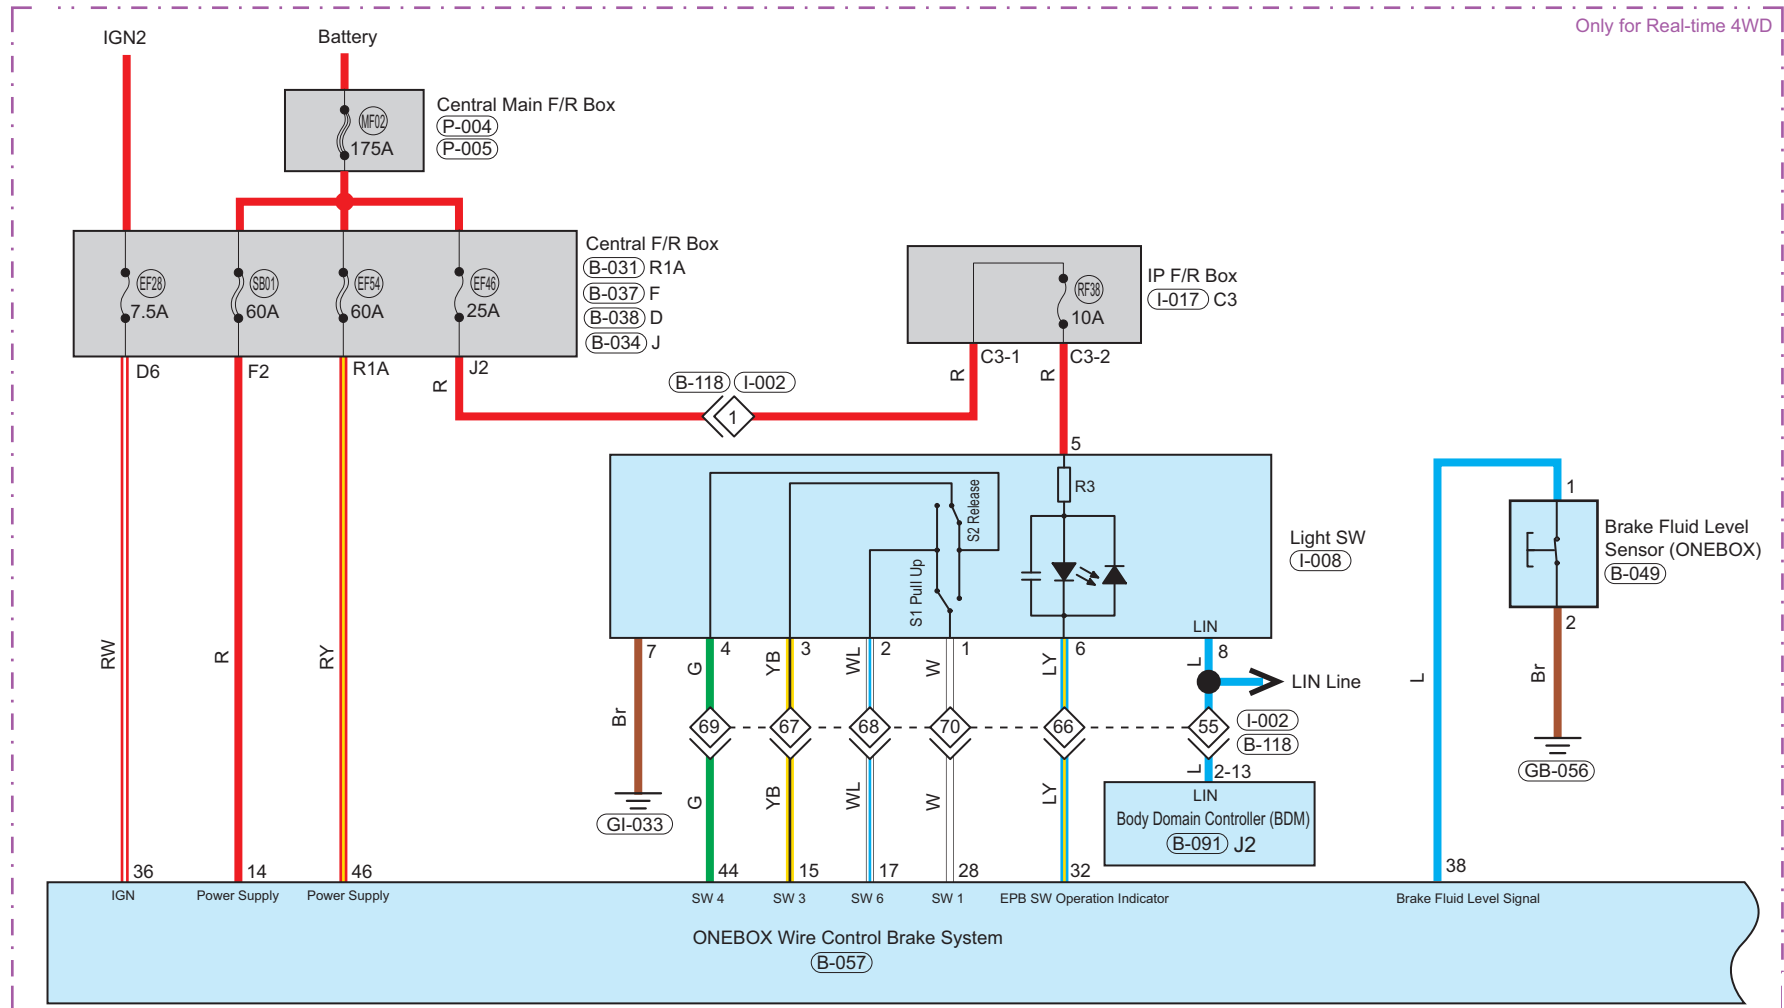 Only for Real-time 4WD
IGN2
Battery
MF02
175A
Central Main F/R Box
P-004
P-005
EF28
7.5A
SB01
60A
EF54
60A
EF46
25A
Central F/R Box
B-031 R1A
B-037 F
B-038 D
B-034 J
RF38
10A
IP F/R Box
I-017 C3
D6
F2
R1A
J2
R
B-118 I-002
1
C3-1
C3-2
R
R
5
R3
S2 Release
S1 Pull Up
LIN
Light SW
I-008
1
Brake Fluid Level
Sensor (ONEBOX)
B-049
2
7
4
3
2
1
6
8
G
YB
WL
W
LY
L
LIN Line
RW
R
RY
Br
L
Br
69
67
68
70
66
55
I-002
B-118
GI-033
GB-056
G
YB
WL
W
LY
L
2-13
LIN
Body Domain Controller (BDM)
B-091 J2
36
14
46
44
15
17
28
32
38
IGN
Power Supply
Power Supply
SW 4
SW 3
SW 6
SW 1
EPB SW Operation Indicator
Brake Fluid Level Signal
ONEBOX Wire Control Brake System
B-057